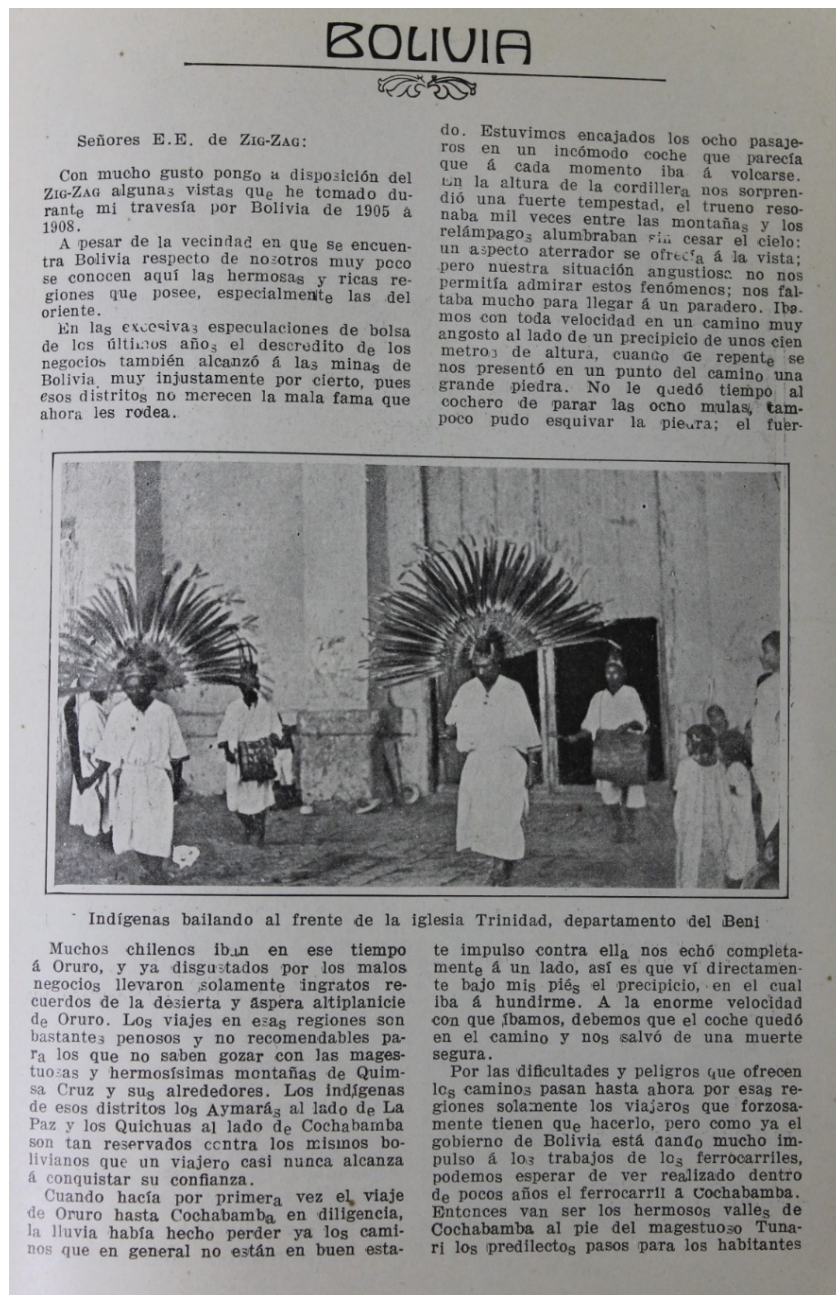 BOLIVIA
Señores E.E. de ZIG-ZAG:
Con mucho gusto pongo a disposición del
ZIG-ZAG algunas vistas que he tomado du-
rante mi travesía por Bolivia de 1905 à
1908.
A pesar de la vecindad en que se encuen-
tra Bolivia respecto de nosotros muy poco
se conocen aquí las hermosas y ricas re-
giones que posee, especialmente las del
oriente.
En las excesivas especulaciones de bolsa
de los últimos años el descredito de los
negocios también alcanzó á las minas de
Bolivia muy injustamente por cierto, pues
esos distritos no merecen la mala fama que
ahora les rodea.
do. Estuvimos encajados los ocho pasaje-
ros en un incómodo coche que parecía
que á cada momento iba á volcarse.
En la altura de la cordillera nos sorpren-
dió una fuerte tempestad, el trueno reso-
naba mil veces entre las montañas y los
relámpagos alumbraban sin cesar el cielo:
un aspecto aterrador se ofrecía á la vista;
pero nuestra situación angustiosa no nos
permitía admirar estos fenómenos; nos fal-
taba mucho para llegar á un paradero. Iba-
mos con toda velocidad en un camino muy
angosto al lado de un precipicio de unos cien
metros de altura, cuando de repente se
nos presentó en un punto del camino una
grande piedra. No le quedó tiempo al
cochero de parar las ocho mulas, tam-
poco pudo esquivar la piedra; el fuer-
Indígenas bailando al frente de la iglesia Trinidad, departamento del Beni
Muchos chilenos iban en ese tiempo
á Oruro, y ya disgustados por los malos
negocios llevaron solamente ingratos re-
cuerdos de la desierta y áspera altiplanicie
de Oruro. Los viajes en esas regiones son
bastantes penosos y no recomendables pa-
ra los que no saben gozar con las mages-
tuosas y hermosísimas montañas de Quim-
sa Cruz y sus alrededores. Los indígenas
de esos distritos los Aymarás al lado de La
Paz y los Quichuas al lado de Cochabamba
son tan reservados contra los mismos bo-
livianos que un viajero casi nunca alcanza
á conquistar su confianza.
Cuando hacía por primera vez el viaje
de Oruro hasta Cochabamba en diligencia,
la lluvia había hecho perder ya los cami-
nos que en general no están en buen esta-
te impulso contra ella nos echó completa-
mente á un lado, así es que ví directamen-
te bajo mis piés el precipicio, en el cual
iba á hundirme. A la enorme velocidad
con que íbamos, debemos que el coche quedó
en el camino y nos salvó de una muerte
segura.
Por las dificultades y peligros que ofrecen
los caminos pasan hasta ahora por esas re-
giones solamente los viajeros que forzosa-
mente tienen que hacerlo, pero como ya el
gobierno de Bolivia está dando mucho im-
pulso á los trabajos de los ferrocarriles,
podemos esperar de ver realizado dentro
de pocos años el ferrocarril á Cochabamba.
Entonces van ser los hermosos valles de
Cochabamba al pie del magestuoso Tuna-
ri los predilectos pasos para los habitantes